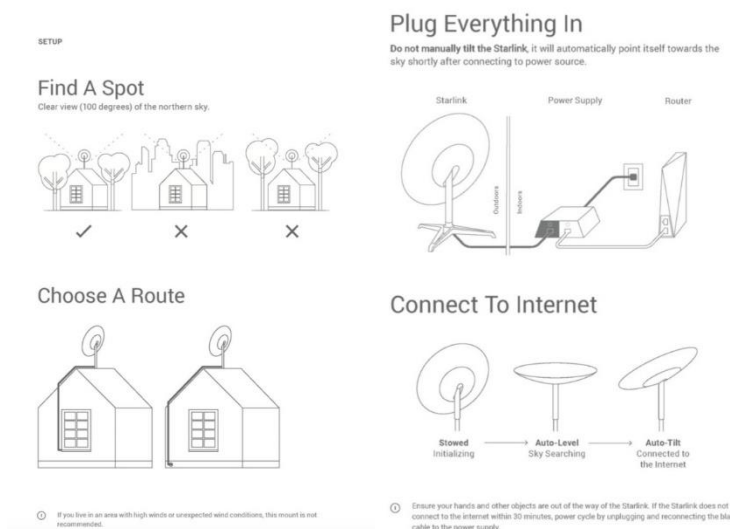 SETUP
Find A Spot
Clear view (100 degrees) of the northern sky.
Choose A Route
If you live in an area with high winds or unexpected wind conditions, this mount is not
recommended.
Plug Everything In
Do not manually tilt the Starlink, it will automatically point itself towards the
sky shortly after connecting to power source.
Starlink
Power Supply
Router
Outdoors
Indoors
Connect To Internet
Stowed
Initializing
Auto-Level
Sky Searching
Auto-Tilt
Connected to
the Internet
Ensure your hands and other objects are out of the way of the Starlink. If the Starlink does not
connect to the internet within 30 minutes, power cycle by unplugging and reconnecting the
cable to the power supply.